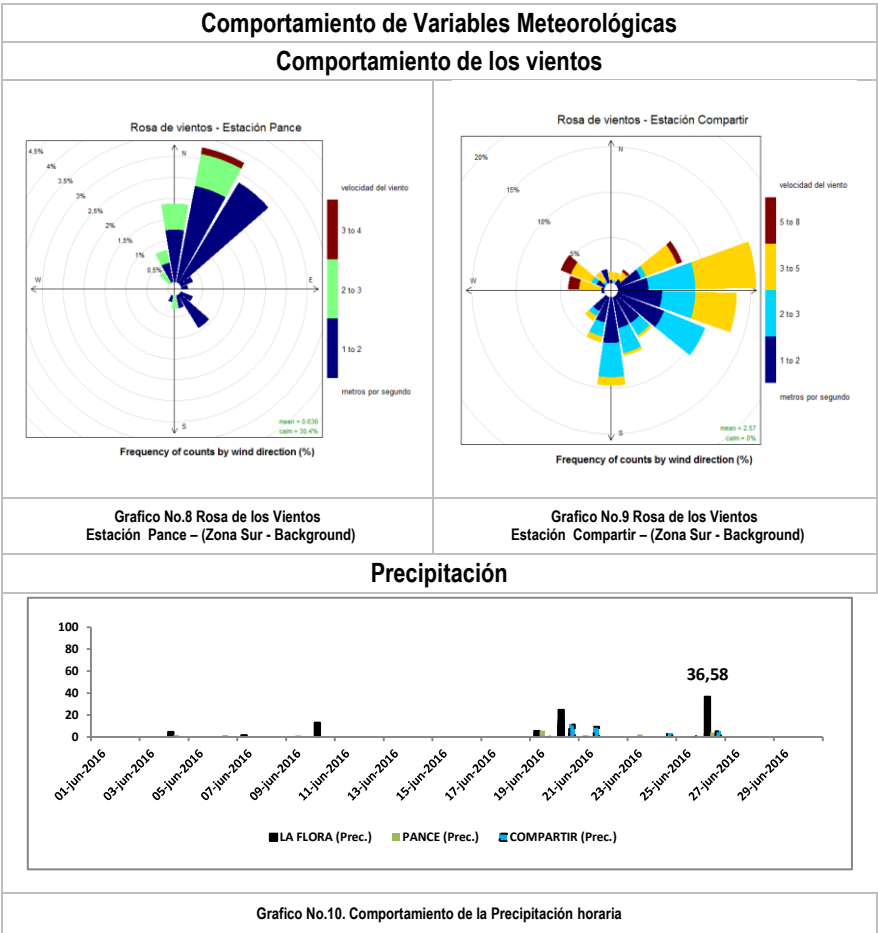 Comportamiento de Variables Meteorológicas
Comportamiento de los vientos
Rosa de vientos - Estación Pance
4,5%
4%
3,5%
3%
2,5%
2%
1,5%
1%
0.5%
N
W
E
S
velocidad del viento
3 to 4
2 to 3
1 to 2
metros por segundo
mean = 0.636
calm = 30.4%
Frequency of counts by wind direction (%)
Rosa de vientos - Estación Compartir
20%
15%
10%
5%
N
W
S
velocidad del viento
5 to 8
3 to 5
2 to 3
1 to 2
metros por segundo
mean = 2.57
calm = 0%
Frequency of counts by wind direction (%)
Grafico No.8 Rosa de los Vientos
Estación Pance – (Zona Sur - Background)
Grafico No.9 Rosa de los Vientos
Estación Compartir – (Zona Sur - Background)
Precipitación
100
80
60
40
20
0
36,58
01-jun-2016
03-jun-2016
05-jun-2016
07-jun-2016
09-jun-2016
11-jun-2016
13-jun-2016
15-jun-2016
17-jun-2016
19-jun-2016
21-jun-2016
23-jun-2016
25-jun-2016
27-jun-2016
29-jun-2016
LA FLORA (Prec.) PANCE (Prec.) COMPARTIR (Prec.)
Grafico No.10. Comportamiento de la Precipitación horaria